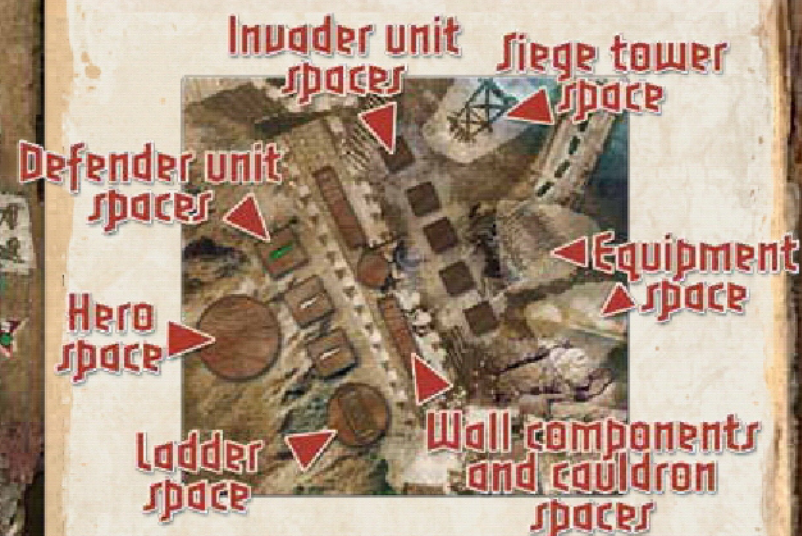 Invader unit
spaces
Siege tower
space
Defender unit
spaces
Equipment
space
Hero
space
Ladder
space
Wall components
and cauldron
spaces